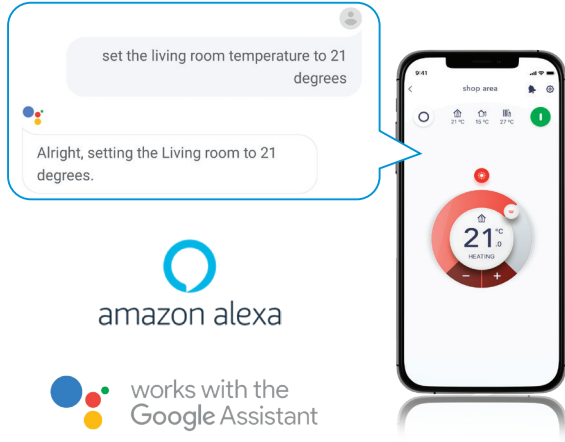 set the living room temperature to 21
degrees
Alright, setting the Living room to 21
degrees.
9:41
shop area
21 °C 15 °C 27 °C
21 °C
.0
HEATING
− +
amazon alexa
works with the
Google Assistant